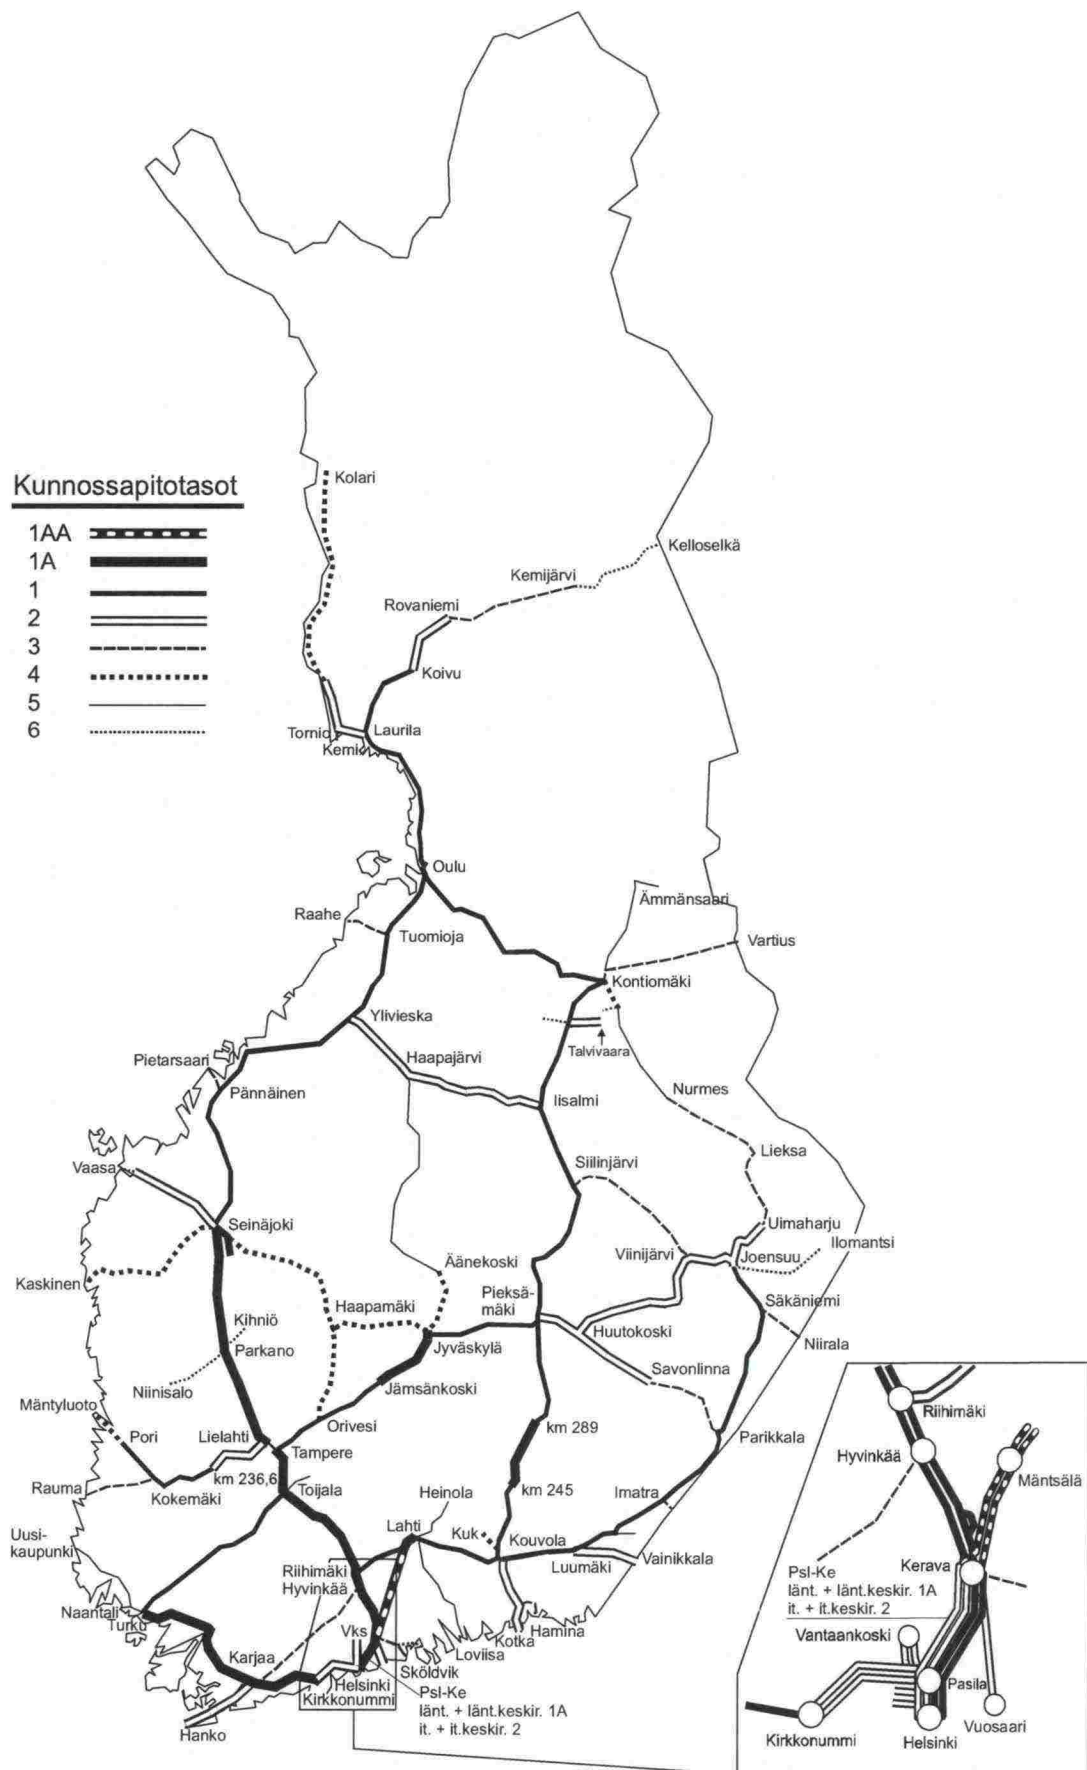 Kunnossapitotasot
1AA
1A
1
2
3
4
5
6
Kolari
Kelloselkä
Kemijärvi
Rovaniemi
Koivu
Tornio
Laurila
Kemi
Oulu
Ämmänsaari
Raahe
Tuomioja
Vartius
Kontiomäki
Ylivieska
Talvivaara
Pietarsaari
Haapajärvi
Pännäinen
Nurmes
Iisalmi
Lieksa
Vaasa
Siilinjärvi
Seinäjoki
Uimaharju
Ilomantsi
Viinijärvi
Joensuu
Kaskinen
Äänekoski
Pieksä-
mäki
Säkäniemi
Haapamäki
Kihniö
Huutokoski
Niirala
Parkano
Jyväskylä
Savonlinna
Niinisalo
Jämsänkoski
Mäntyluoto
Orivesi
km 289
Pori
Lielahti
Tampere
Parikkala
km 236,6
Rauma
Toijala
km 245
Kokemäki
Heinola
Imatra
Uusi-
kaupunki
Lahti
Kuk
Kouvola
Luumäki
Vainikkala
Riihimäki
Hyvinkää
Naantali
Turku
Vks
Kotka
Hamina
Loviisa
Karjaa
Sköldvik
Helsinki
Kirkkonummi
Psl-Ke
länt. + länt.keskir. 1A
it. + it.keskir. 2
Hanko
Riihimäki
Hyvinkää
Mäntsälä
Kerava
Psl-Ke
länt. + länt.keskir. 1A
it. + it.keskir. 2
Vantaankoski
Pasila
Kirkkonummi
Helsinki
Vuosaari